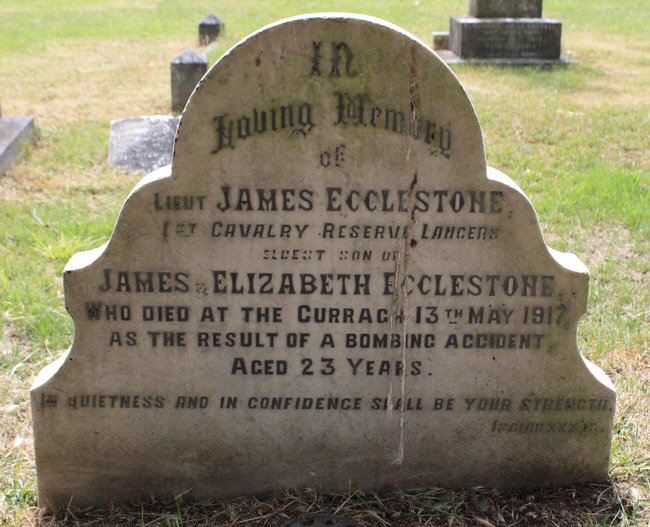 In
Loving Memory
of
Lieut JAMES ECCLESTONE,
1st CAVALRY RESERVE LANCERS
ELDEST SON OF
JAMES & ELIZABETH ECCLESTONE
WHO DIED AT THE CURRAGH 13TH MAY 1917,
AS THE RESULT OF A BOMBING ACCIDENT,
AGED 23 YEARS.
IN QUIETNESS AND IN CONFIDENCE SHALL BE YOUR STRENGTH.